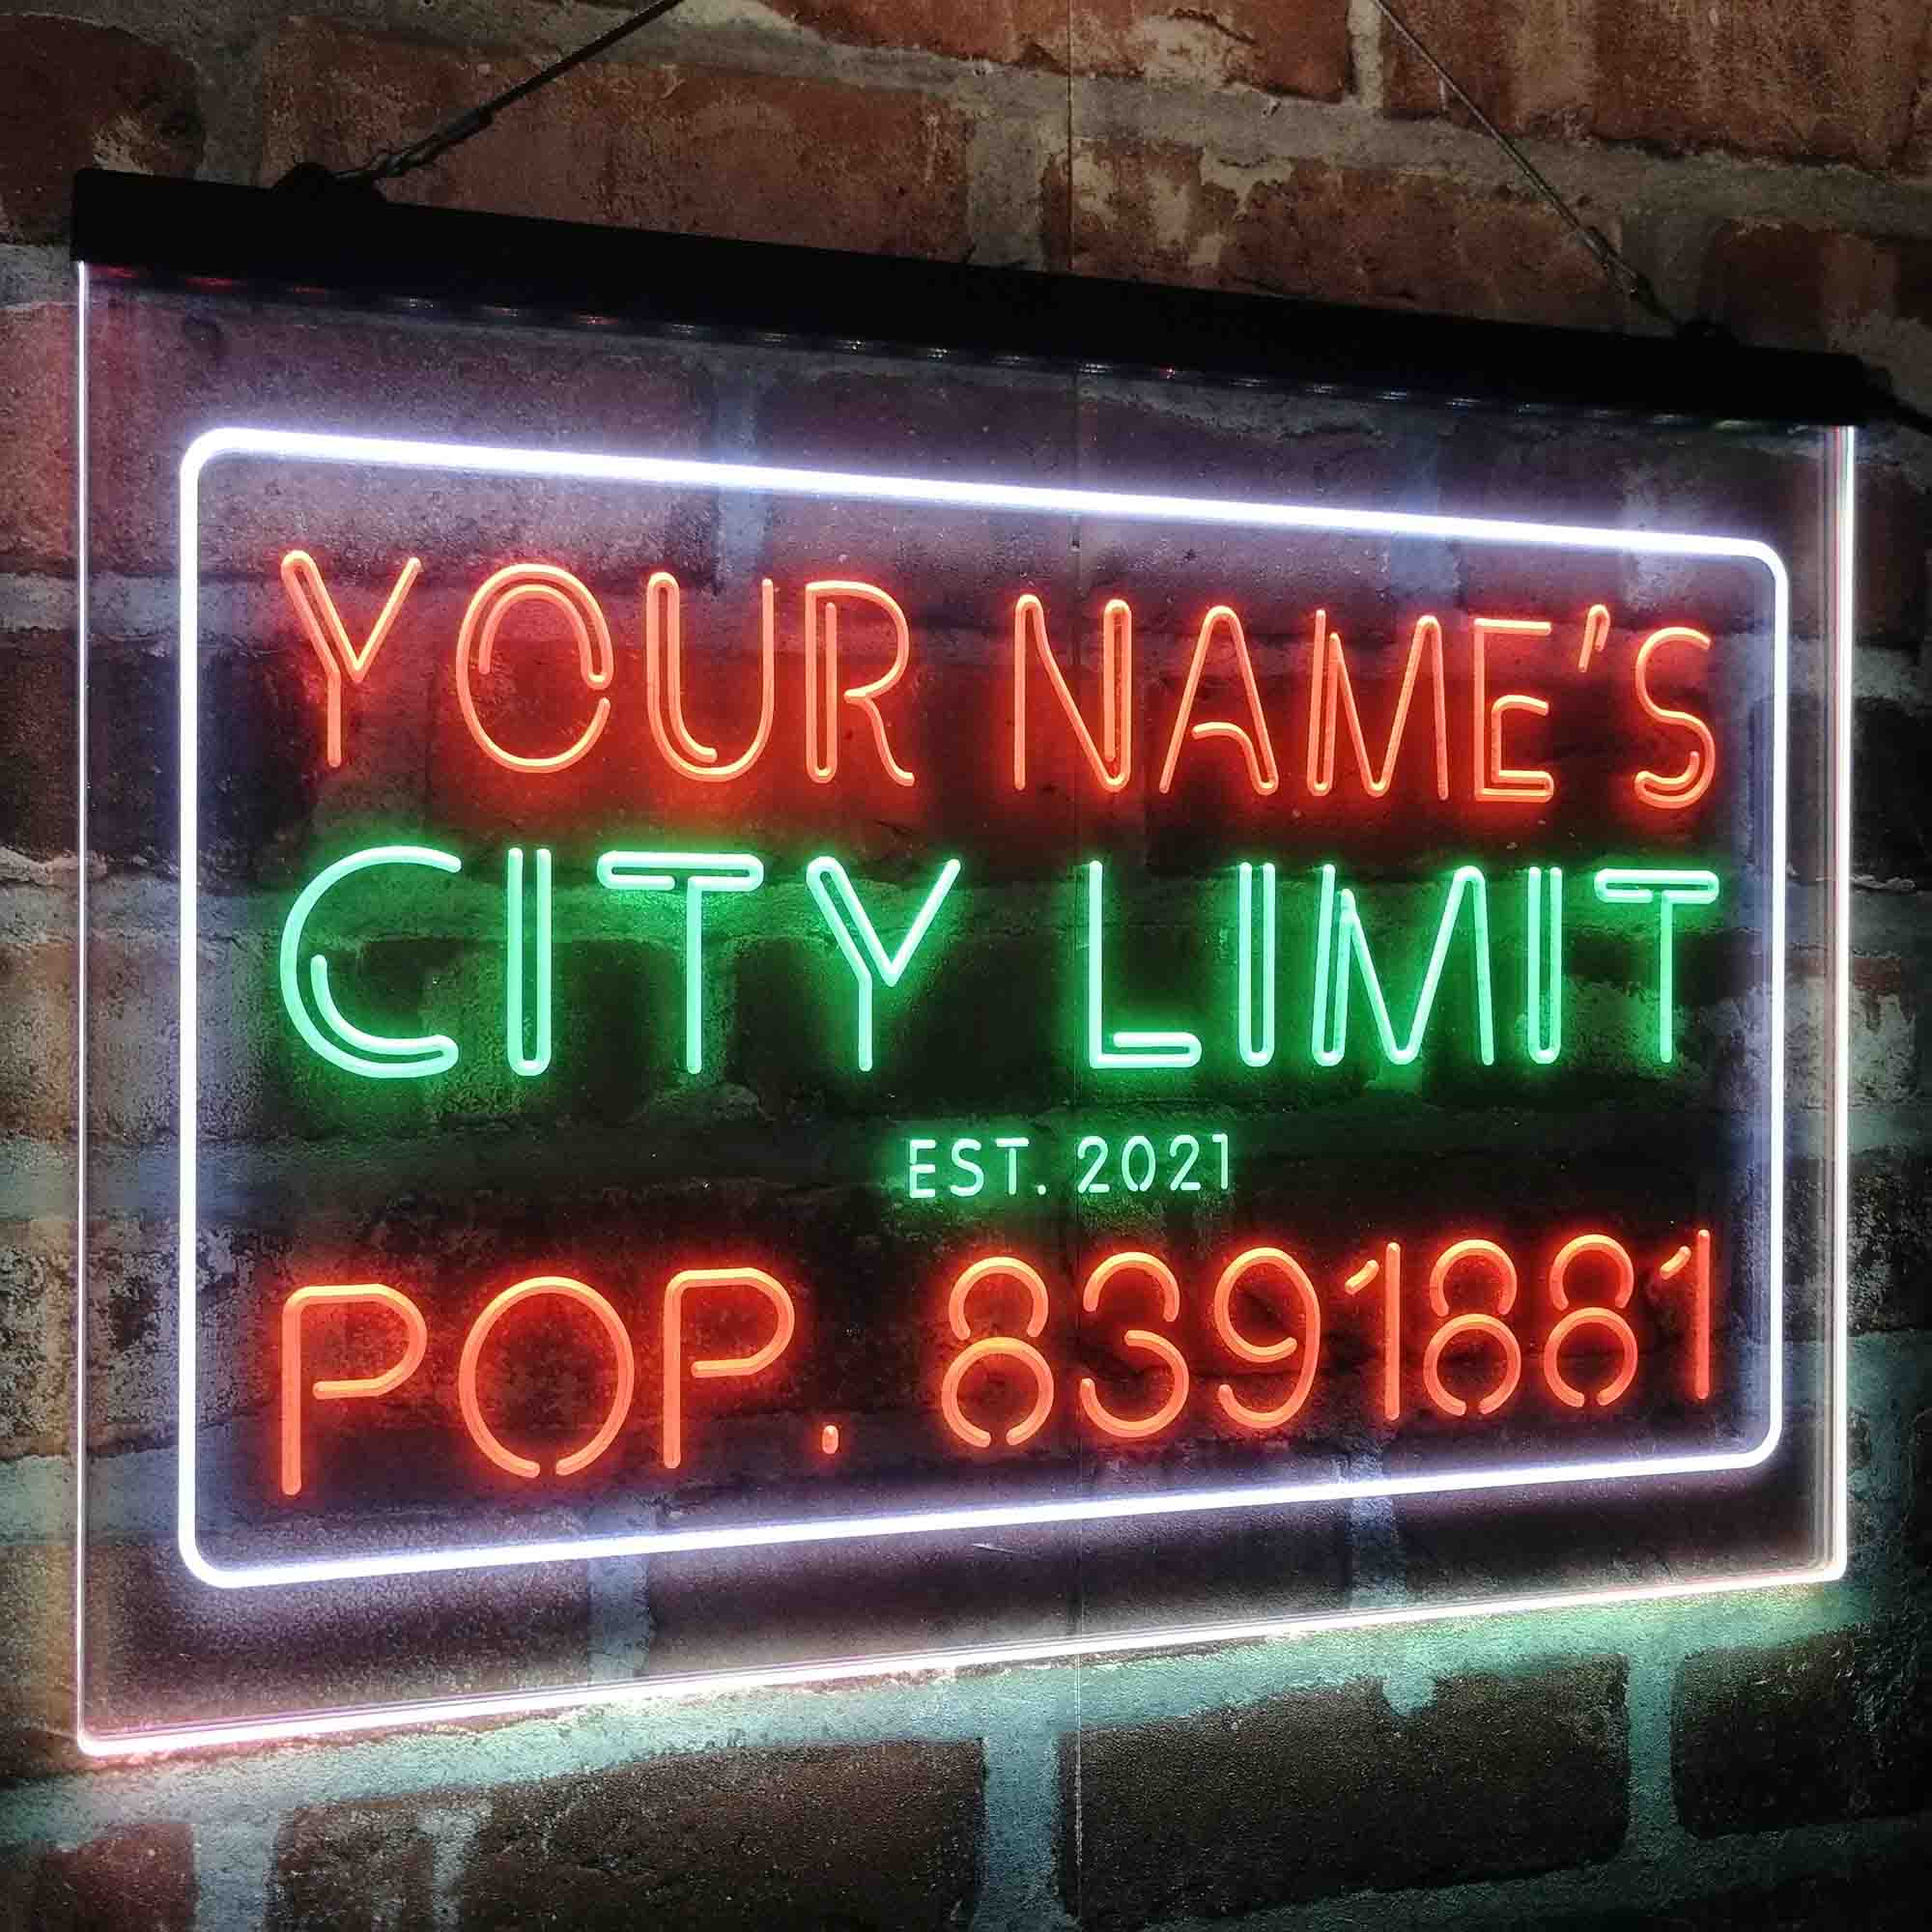 YOUR NAME'S
CITY LIMIT
EST. 2021
POP. 8391881